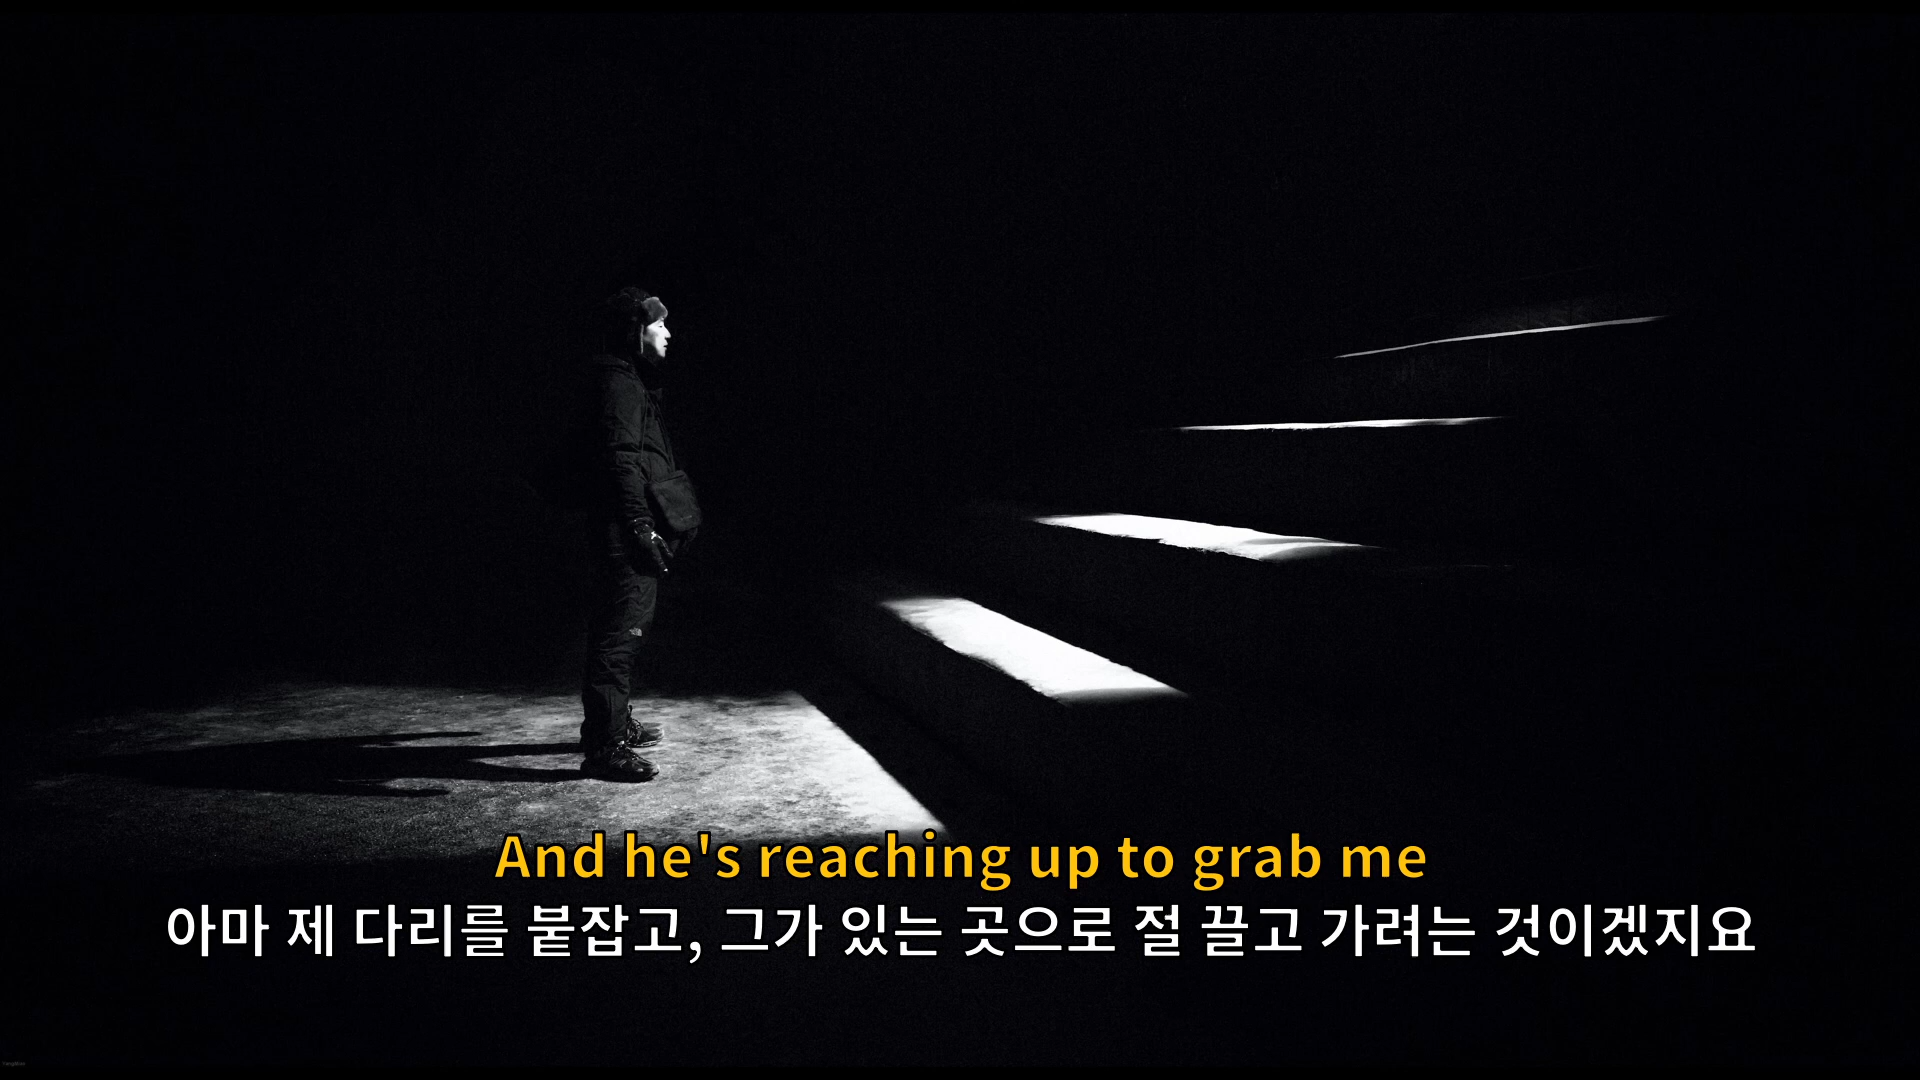 And he's reaching up to grab me
아마 제 다리를 붙잡고, 그가 있는 곳으로 절 끌고 가려는 것이겠지요